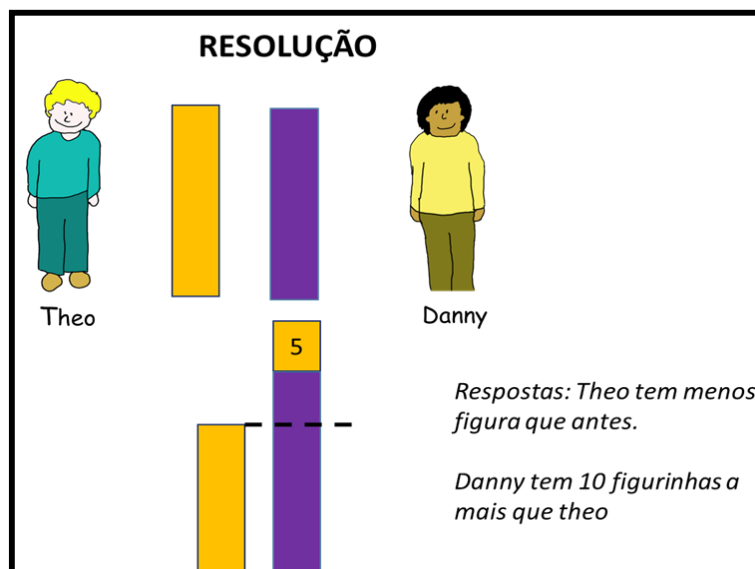 RESOLUÇÃO
Theo
Danny
5
Respostas: Theo tem menos
figura que antes.
Danny tem 10 figurinhas a
mais que theo